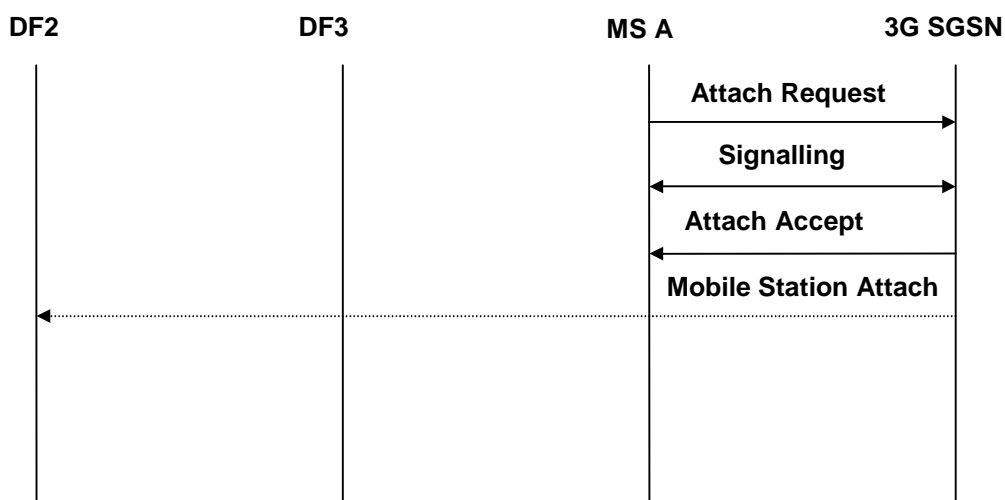 DF2 DF3 MS A 3G SGSN
Attach Request
Signalling
Attach Accept
Mobile Station Attach